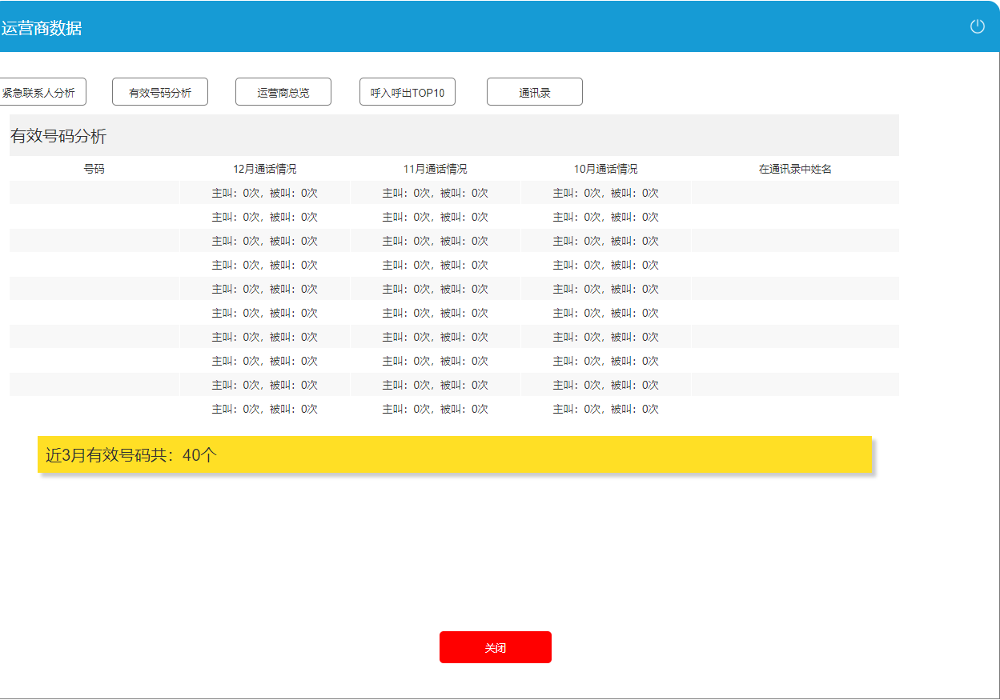 运营商数据
紧急联系人分析 有效号码分析 运营商总览 呼入呼出TOP10 通讯录
有效号码分析
号码 12月通话情况 11月通话情况 10月通话情况 在通讯录中姓名
主叫：0次，被叫：0次 主叫：0次，被叫：0次 主叫：0次，被叫：0次
主叫：0次，被叫：0次 主叫：0次，被叫：0次 主叫：0次，被叫：0次
主叫：0次，被叫：0次 主叫：0次，被叫：0次 主叫：0次，被叫：0次
主叫：0次，被叫：0次 主叫：0次，被叫：0次 主叫：0次，被叫：0次
主叫：0次，被叫：0次 主叫：0次，被叫：0次 主叫：0次，被叫：0次
主叫：0次，被叫：0次 主叫：0次，被叫：0次 主叫：0次，被叫：0次
主叫：0次，被叫：0次 主叫：0次，被叫：0次 主叫：0次，被叫：0次
主叫：0次，被叫：0次 主叫：0次，被叫：0次 主叫：0次，被叫：0次
主叫：0次，被叫：0次 主叫：0次，被叫：0次 主叫：0次，被叫：0次
主叫：0次，被叫：0次 主叫：0次，被叫：0次 主叫：0次，被叫：0次
近3月有效号码共：40个
关闭